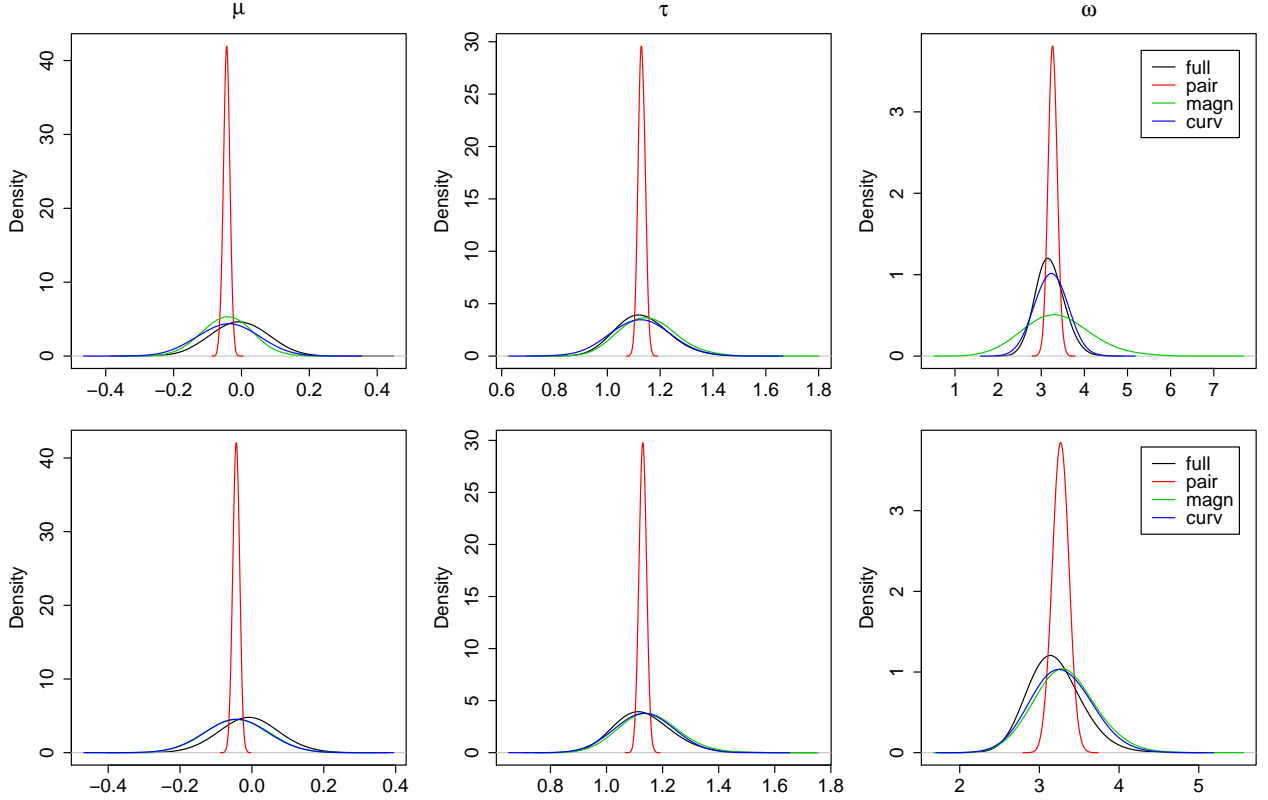 μ
τ
ω
Density
0 10 20 30 40
−0.4 −0.2 0.0 0.2 0.4
Density
0 5 10 15 20 25 30
0.6 0.8 1.0 1.2 1.4 1.6 1.8
Density
0 1 2 3
1 2 3 4 5 6 7
full
pair
magn
curv
Density
0 10 20 30 40
−0.4 −0.2 0.0 0.2 0.4
Density
0 5 10 15 20 25 30
0.8 1.0 1.2 1.4 1.6 1.8
Density
0 1 2 3
2 3 4 5
full
pair
magn
curv